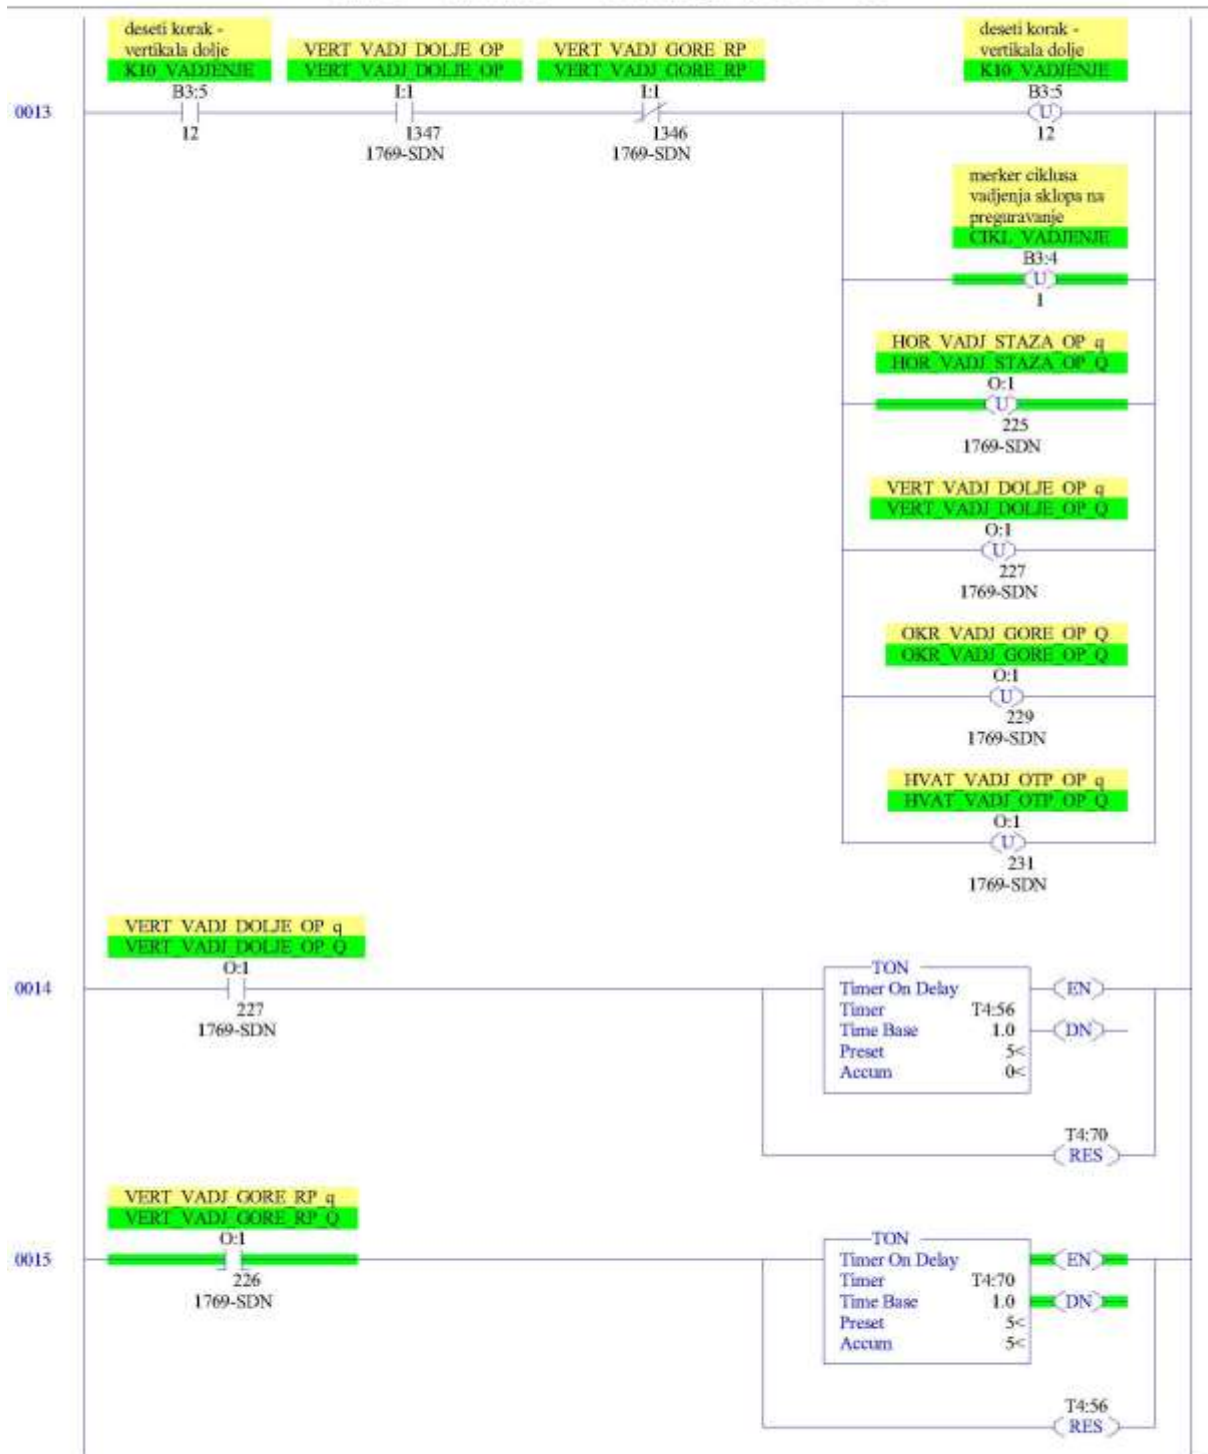 deseti korak -
vertikala dolje
K10_VADJENJE
B3:5
12
VERT_VADJ_DOLJE_OP
VERT_VADJ_DOLJE_OP
I:1
1347
1769-SDN
VERT_VADJ_GORE_RP
VERT_VADJ_GORE_RP
I:1
1346
1769-SDN
deseti korak -
vertikala dolje
K10_VADJENJE
B3:5
U
12
0013
merker ciklusa
vadjenja sklopa na
preguravanje
CIKL_VADJENJE
B3:4
U
1
HOR_VADJ_STAZA_OP_q
HOR_VADJ_STAZA_OP_Q
O:1
U
225
1769-SDN
VERT_VADJ_DOLJE_OP_q
VERT_VADJ_DOLJE_OP_Q
O:1
U
227
1769-SDN
OKR_VADJ_GORE_OP_Q
OKR_VADJ_GORE_OP_Q
O:1
U
229
1769-SDN
HVAT_VADJ_OTP_OP_q
HVAT_VADJ_OTP_OP_Q
O:1
U
231
1769-SDN
VERT_VADJ_DOLJE_OP_q
VERT_VADJ_DOLJE_OP_Q
O:1
0014
227
1769-SDN
TON
Timer On Delay
Timer T4:56
Time Base 1.0
Preset 5<
Accum 0<
EN
DN
T4:70
RES
VERT_VADJ_GORE_RP_q
VERT_VADJ_GORE_RP_Q
O:1
0015
226
1769-SDN
TON
Timer On Delay
Timer T4:70
Time Base 1.0
Preset 5<
Accum 5<
EN
DN
T4:56
RES